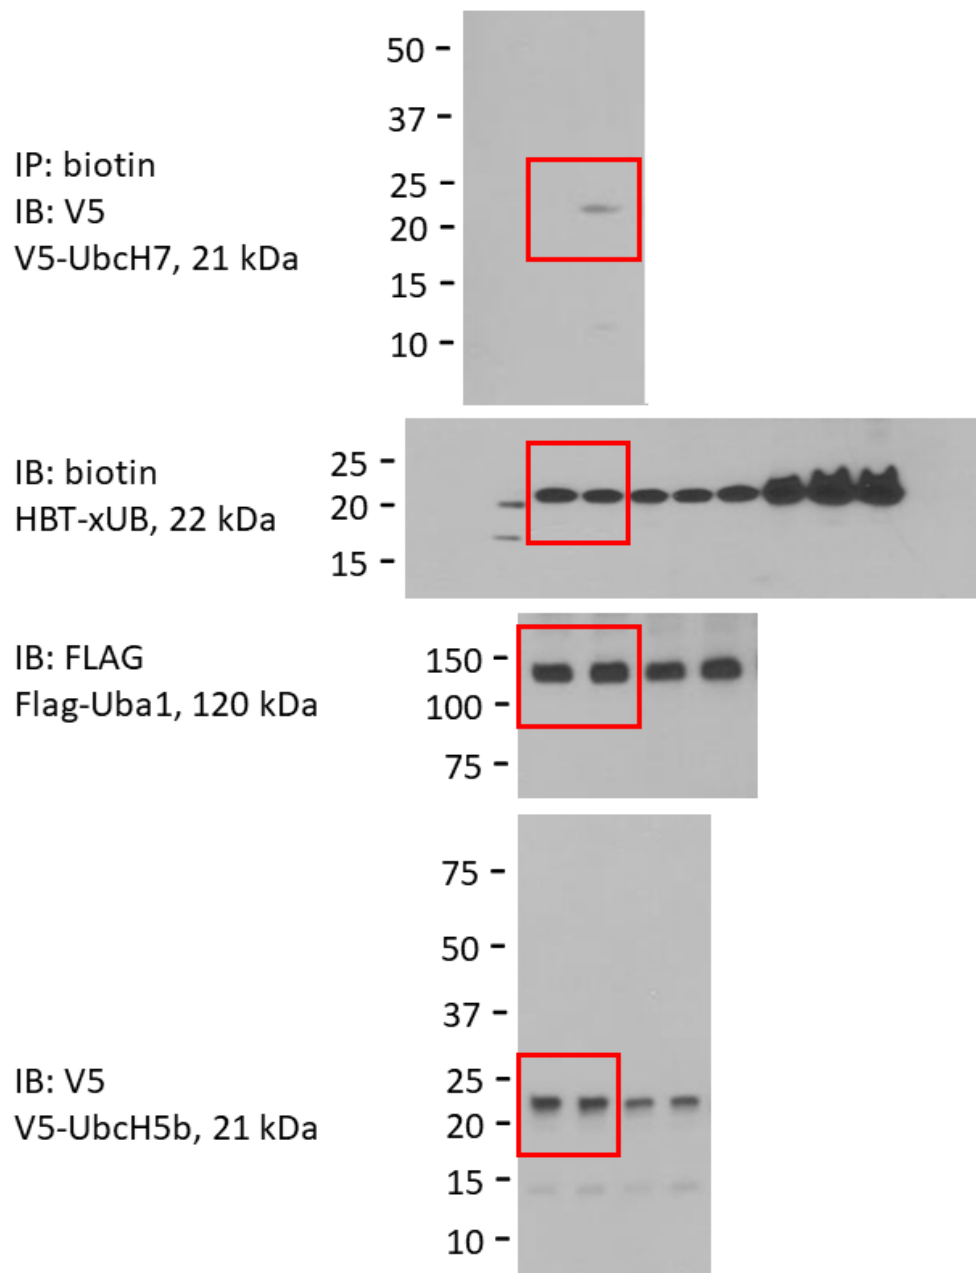 50 -
37 -
IP: biotin
25 -
IB: V5
20 -
V5-UbcH7, 21 kDa
15 -
10 -
IB: biotin
25 -
HBT-xUB, 22 kDa
20 -
15 -
IB: FLAG
150 -
Flag-Uba1, 120 kDa
100 -
75 -
75 -
50 -
37 -
IB: V5
25 -
V5-UbcH5b, 21 kDa
20 -
15 -
10 -